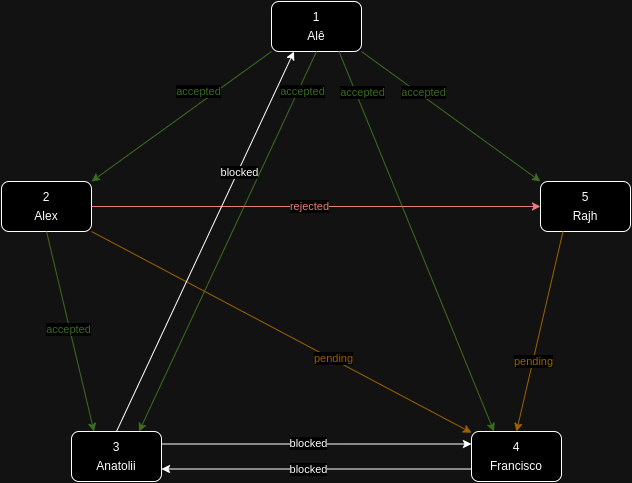 1
Alê
accepted
accepted
accepted
accepted
blocked
2
Alex
rejected
5
Rajh
accepted
pending
pending
3
Anatolii
blocked
blocked
4
Francisco